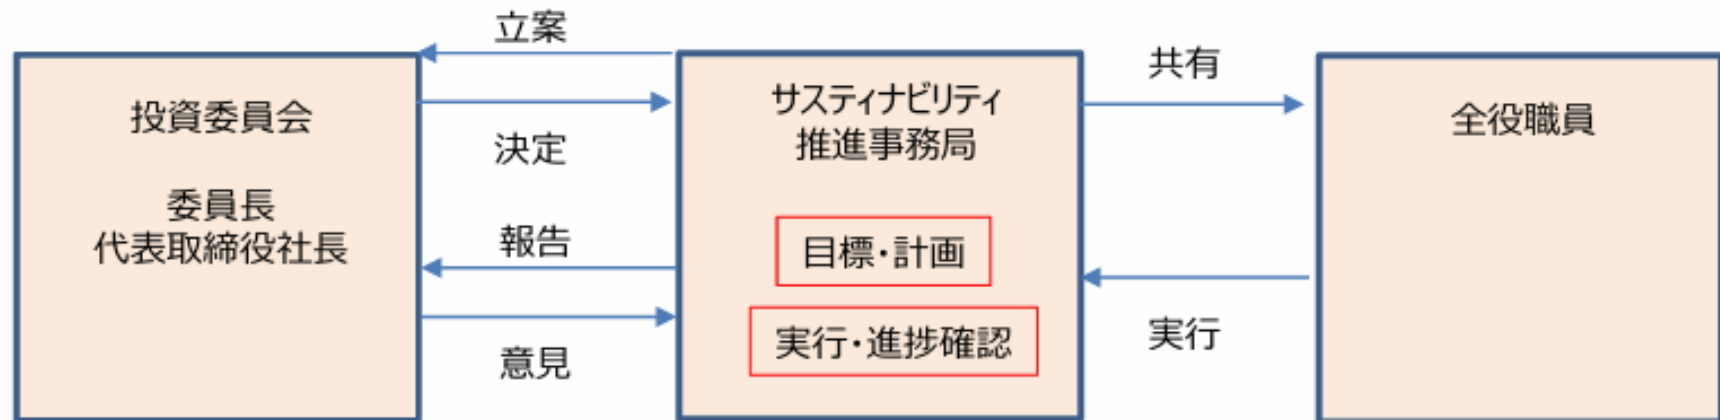 投資委員会
委員長
代表取締役社長
立案
決定
報告
意見
サスティナビリティ
推進事務局
目標・計画
実行・進捗確認
共有
実行
全役職員